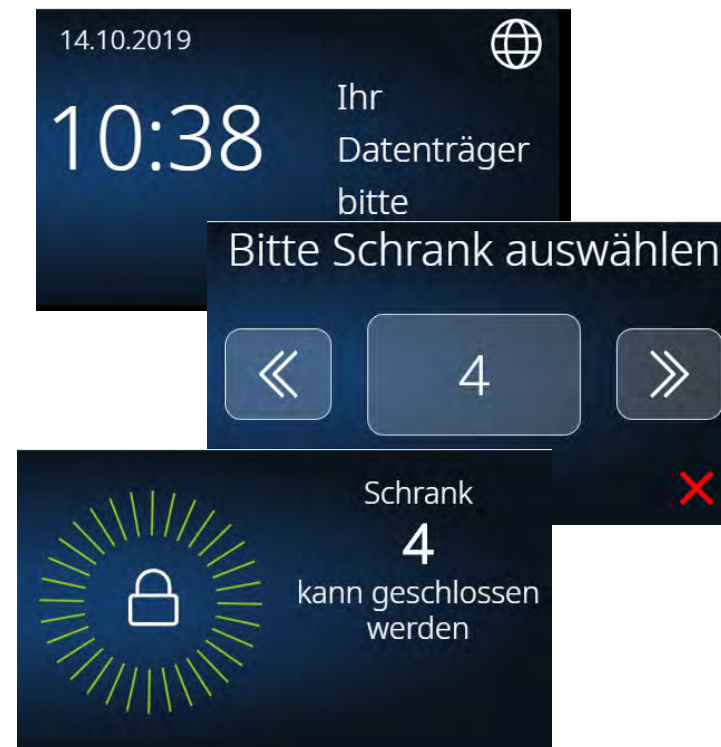 14.10.2019
10:38
Ihr
Datenträger
bitte
Bitte Schrank auswählen
4
Schrank
4
kann geschlossen
werden